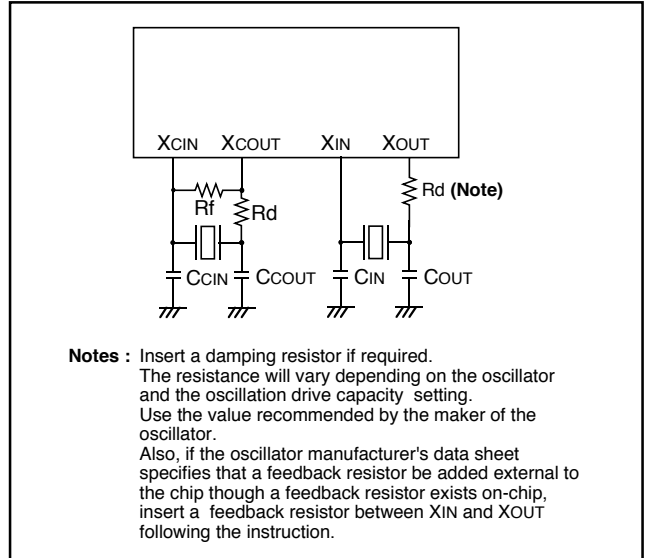 XCIN XCOUT XIN XOUT
Rf Rd Rd (Note)
CCIN CCOUT CIN COUT
Notes : Insert a damping resistor if required.
The resistance will vary depending on the oscillator
and the oscillation drive capacity setting.
Use the value recommended by the maker of the
oscillator.
Also, if the oscillator manufacturer's data sheet
specifies that a feedback resistor be added external to
the chip though a feedback resistor exists on-chip,
insert a feedback resistor between XIN and XOUT
following the instruction.